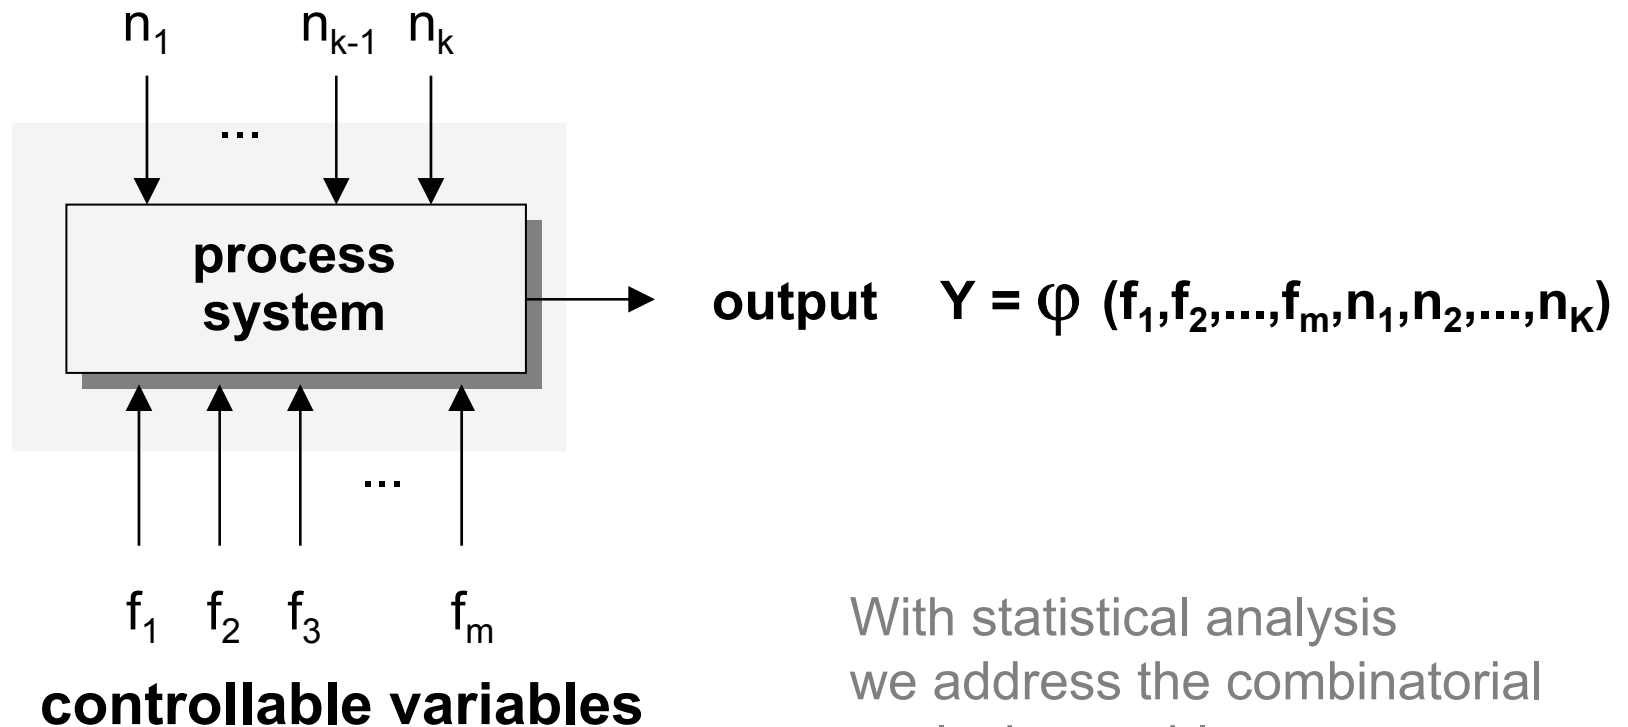 n₁ nₖ₋₁ nₖ
...
process
system
output Y = φ (f₁,f₂,...,fₘ,n₁,n₂,...,n_K)
...
f₁ f₂ f₃ fₘ
With statistical analysis
we address the combinatorial
controllable variables